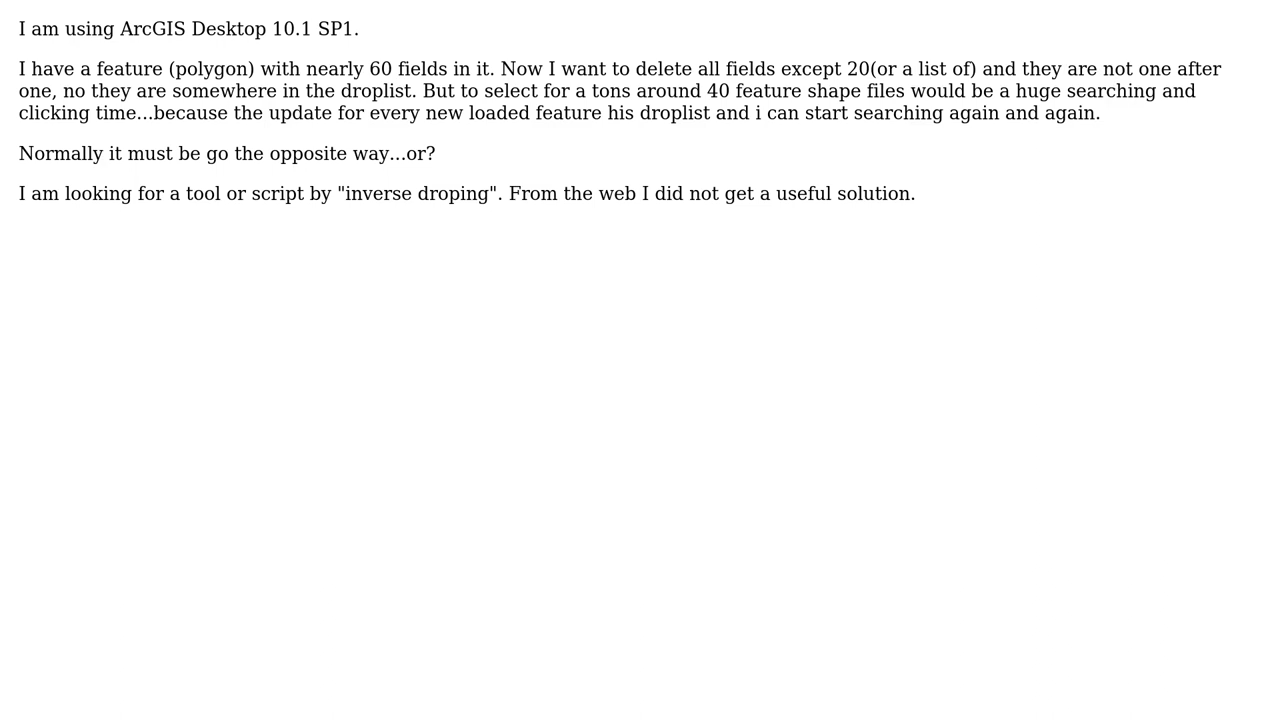 I am using ArcGIS Desktop 10.1 SP1.
I have a feature (polygon) with nearly 60 fields in it. Now I want to delete all fields except 20(or a list of) and they are not one after
one, no they are somewhere in the droplist. But to select for a tons around 40 feature shape files would be a huge searching and
clicking time...because the update for every new loaded feature his droplist and i can start searching again and again.
Normally it must be go the opposite way...or?
I am looking for a tool or script by "inverse droping". From the web I did not get a useful solution.